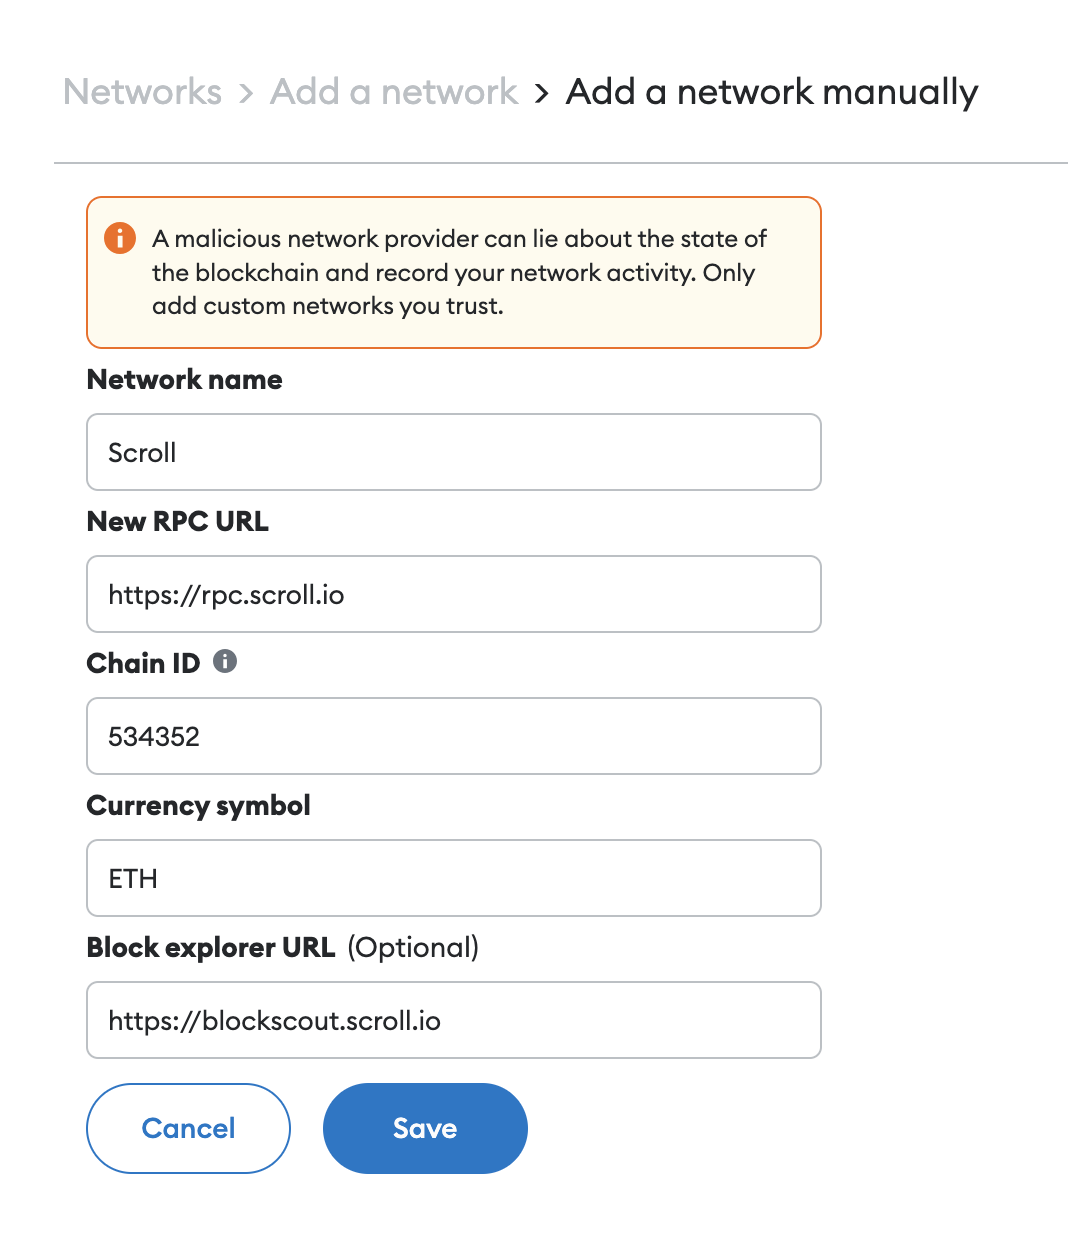 Networks > Add a network > Add a network manually
A malicious network provider can lie about the state of
the blockchain and record your network activity. Only
add custom networks you trust.
Network name
Scroll
New RPC URL
https://rpc.scroll.io
Chain ID
534352
Currency symbol
ETH
Block explorer URL (Optional)
https://blockscout.scroll.io
Cancel Save